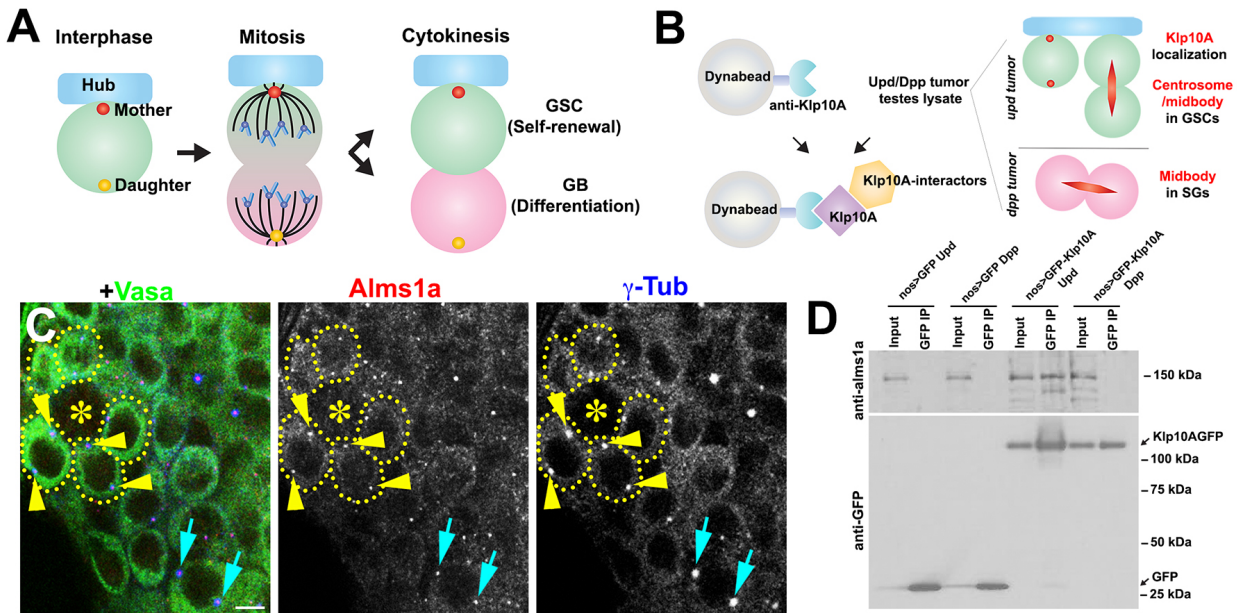 A
Interphase
Mitosis
Cytokinesis
Hub
Mother
Daughter
GSC
(Self-renewal)
GB
(Differentiation)
B
Dynabead
anti-Klp10A
Upd/Dpp tumor
testes lysate
Dynabead
Klp10A
Klp10A-interactors
upd tumor
Klp10A
localization
Centrosome
/midbody
in GSCs
dpp tumor
Midbody
in SGs
C
+Vasa
Alms1a
γ-Tub
*
*
*
D
nos>GFP Upd
nos>GFP Dpp
nos>GFP-Klp10A
Upd
nos>GFP-Klp10A
Dpp
Input
GFP IP
Input
GFP IP
Input
GFP IP
Input
GFP IP
anti-alms1a
150 kDa
anti-GFP
Klp10AGFP
100 kDa
75 kDa
50 kDa
GFP
25 kDa